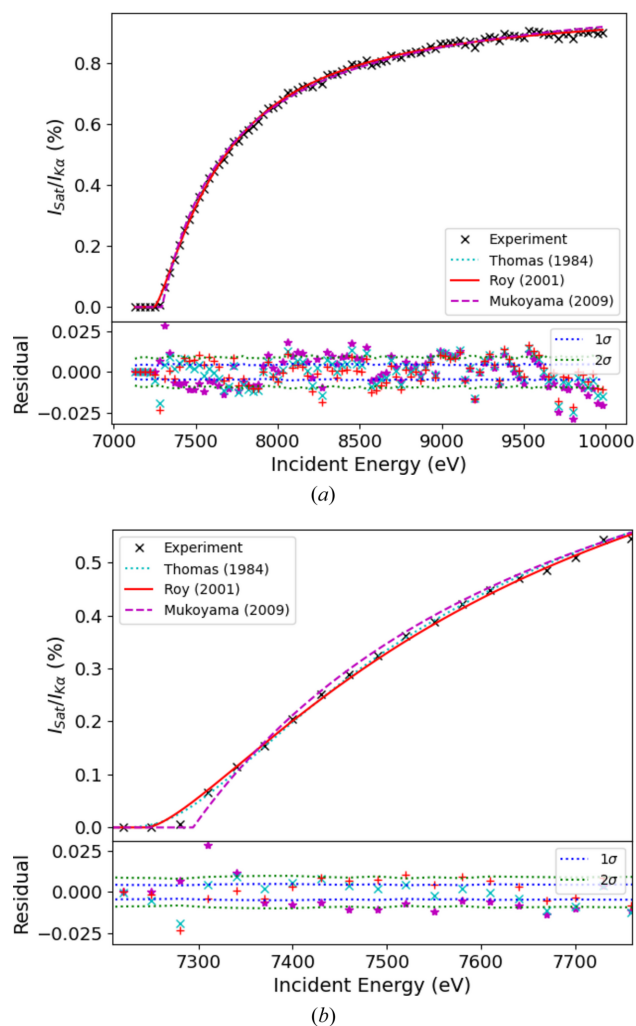 I_Sat/I_Kα (%)
0.8
0.6
0.4
0.2
0.0
Experiment
Thomas (1984)
Roy (2001)
Mukoyama (2009)
Residual
0.025
0.000
−0.025
1σ
2σ
7000 7500 8000 8500 9000 9500 10000
Incident Energy (eV)
(a)
I_Sat/I_Kα (%)
0.5
0.4
0.3
0.2
0.1
0.0
Experiment
Thomas (1984)
Roy (2001)
Mukoyama (2009)
Residual
0.025
0.000
−0.025
1σ
2σ
7300 7400 7500 7600 7700
Incident Energy (eV)
(b)